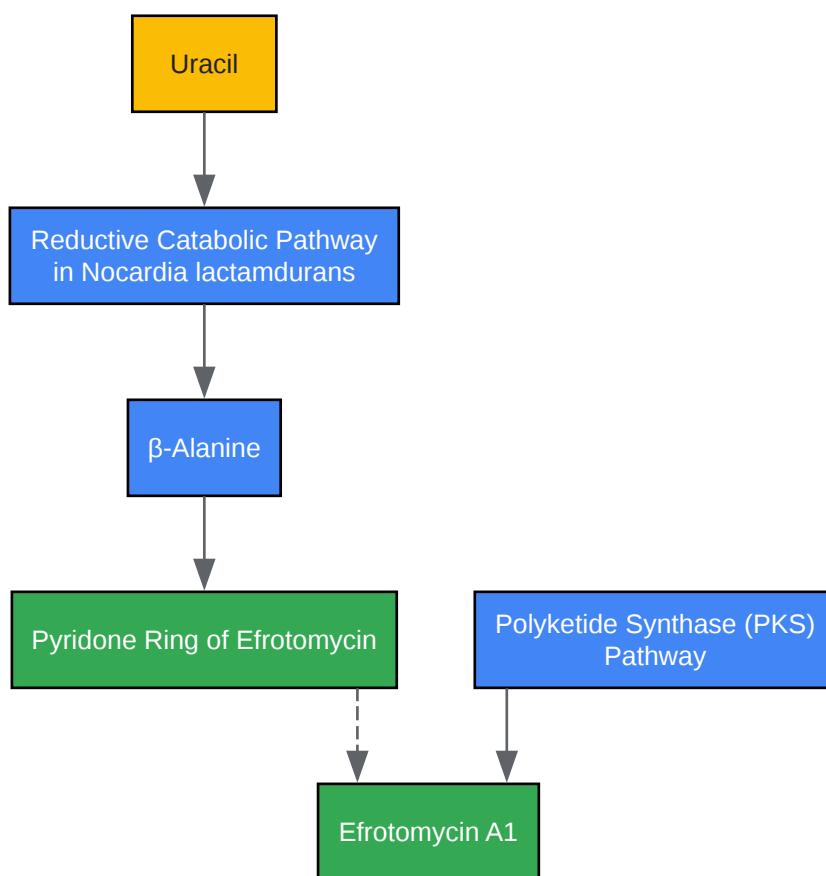 Uracil
Reductive Catabolic Pathway
in Nocardia lactamdurans
β-Alanine
Pyridone Ring of Efrotomycin
Polyketide Synthase (PKS)
Pathway
Efrotomycin A1